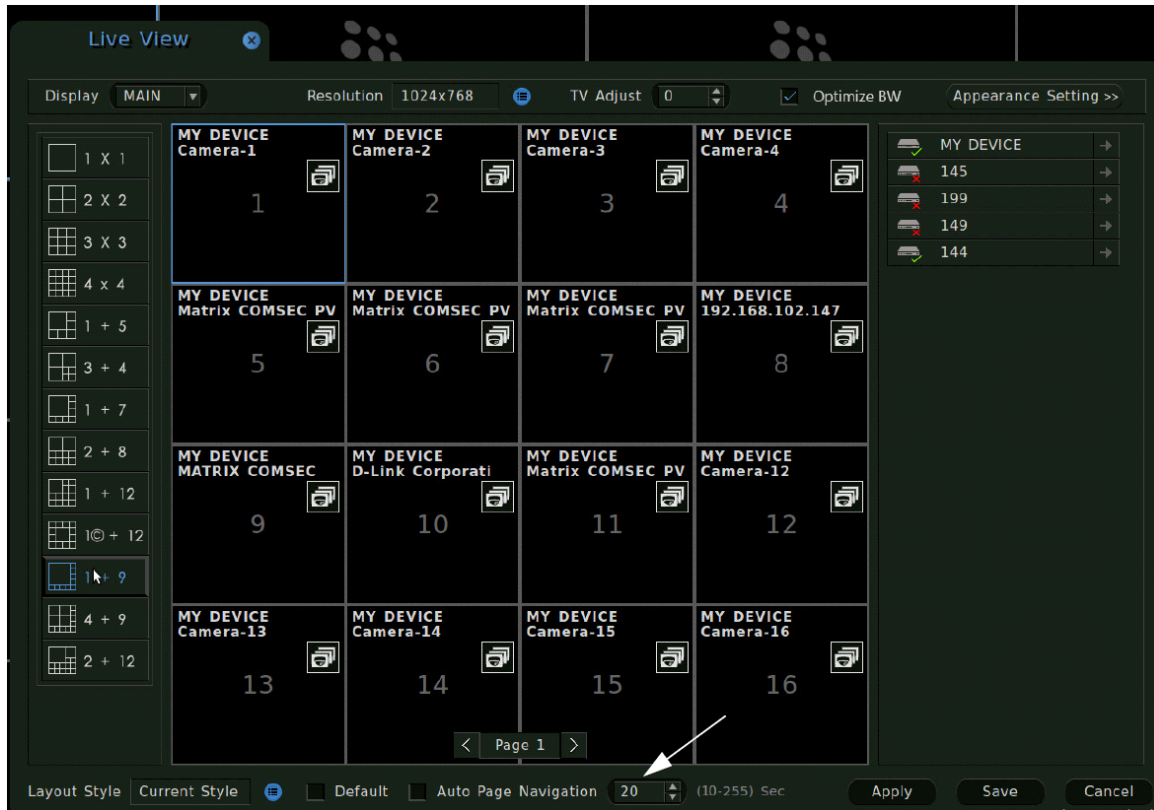 Live View
Display MAIN Resolution 1024x768 TV Adjust 0 Optimize BW Appearance Setting >>
1 X 1
2 X 2
3 X 3
4 x 4
1 + 5
3 + 4
1 + 7
2 + 8
1 + 12
1© + 12
1 + 9
4 + 9
2 + 12
MY DEVICE
Camera-1
1
MY DEVICE
Camera-2
2
MY DEVICE
Camera-3
3
MY DEVICE
Camera-4
4
MY DEVICE
Matrix COMSEC PV
5
MY DEVICE
Matrix COMSEC PV
6
MY DEVICE
Matrix COMSEC PV
7
MY DEVICE
192.168.102.147
8
MY DEVICE
MATRIX COMSEC
9
MY DEVICE
D-Link Corporati
10
MY DEVICE
Matrix COMSEC PV
11
MY DEVICE
Camera-12
12
MY DEVICE
Camera-13
13
MY DEVICE
Camera-14
14
MY DEVICE
Camera-15
15
MY DEVICE
Camera-16
16
< Page 1 >
MY DEVICE
145
199
149
144
Layout Style Current Style Default Auto Page Navigation 20 (10-255) Sec Apply Save Cancel